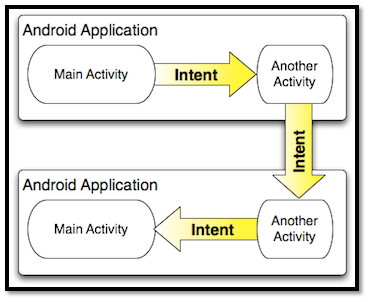 Android Application
Main Activity
Intent
Another
Activity
Intent
Android Application
Main Activity
Intent
Another
Activity